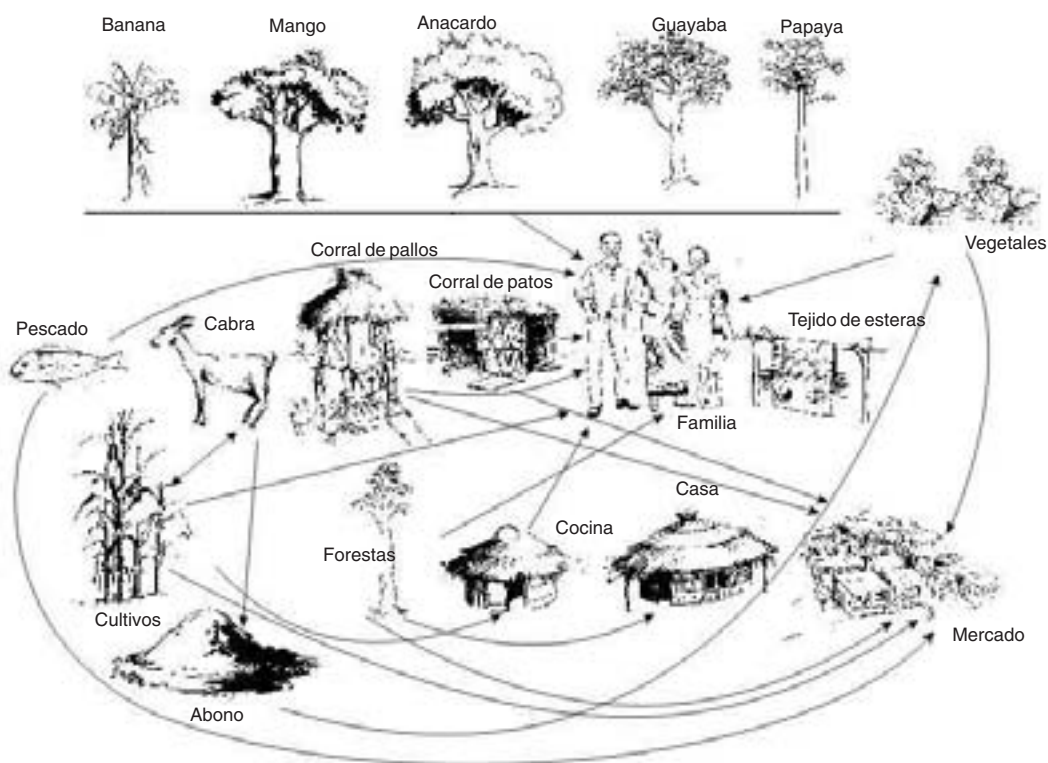 Banana
Mango
Anacardo
Guayaba
Papaya
Vegetales
Corral de pallos
Corral de patos
Pescado
Cabra
Tejido de esteras
Familia
Casa
Cocina
Forestas
Cultivos
Mercado
Abono